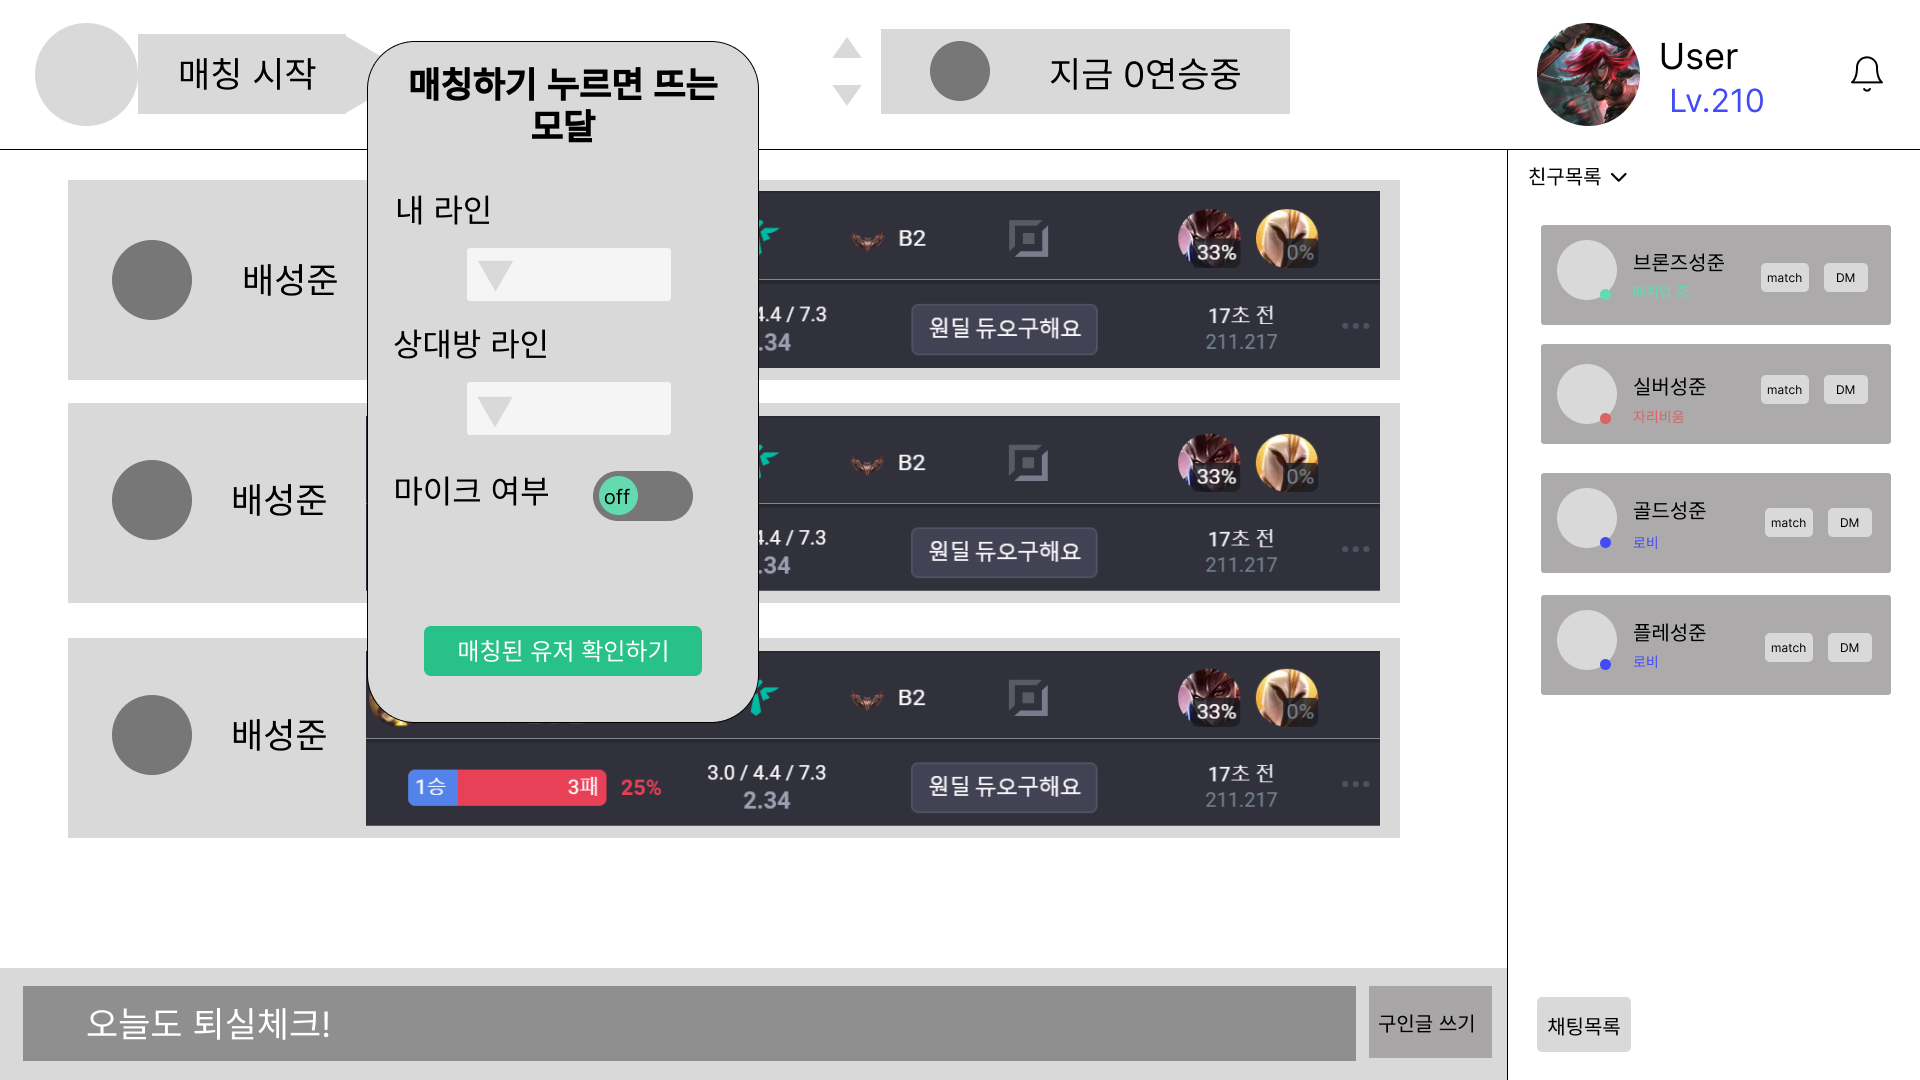 매칭 시작
매칭하기 누르면 뜨는
모달
지금 0연승중
User
Lv.210
내 라인
상대방 라인
마이크 여부
off
매칭된 유저 확인하기
배성준
B2
33%
0%
4.4 / 7.3
.34
원딜 듀오구해요
17초 전
211.217
배성준
B2
33%
0%
4.4 / 7.3
.34
원딜 듀오구해요
17초 전
211.217
배성준
B2
33%
0%
1승
3패
25%
3.0 / 4.4 / 7.3
2.34
원딜 듀오구해요
17초 전
211.217
친구목록
브론즈성준
match
DM
실버성준
자리비움
match
DM
골드성준
로비
match
DM
플레성준
로비
match
DM
오늘도 퇴실체크!
구인글 쓰기
채팅목록